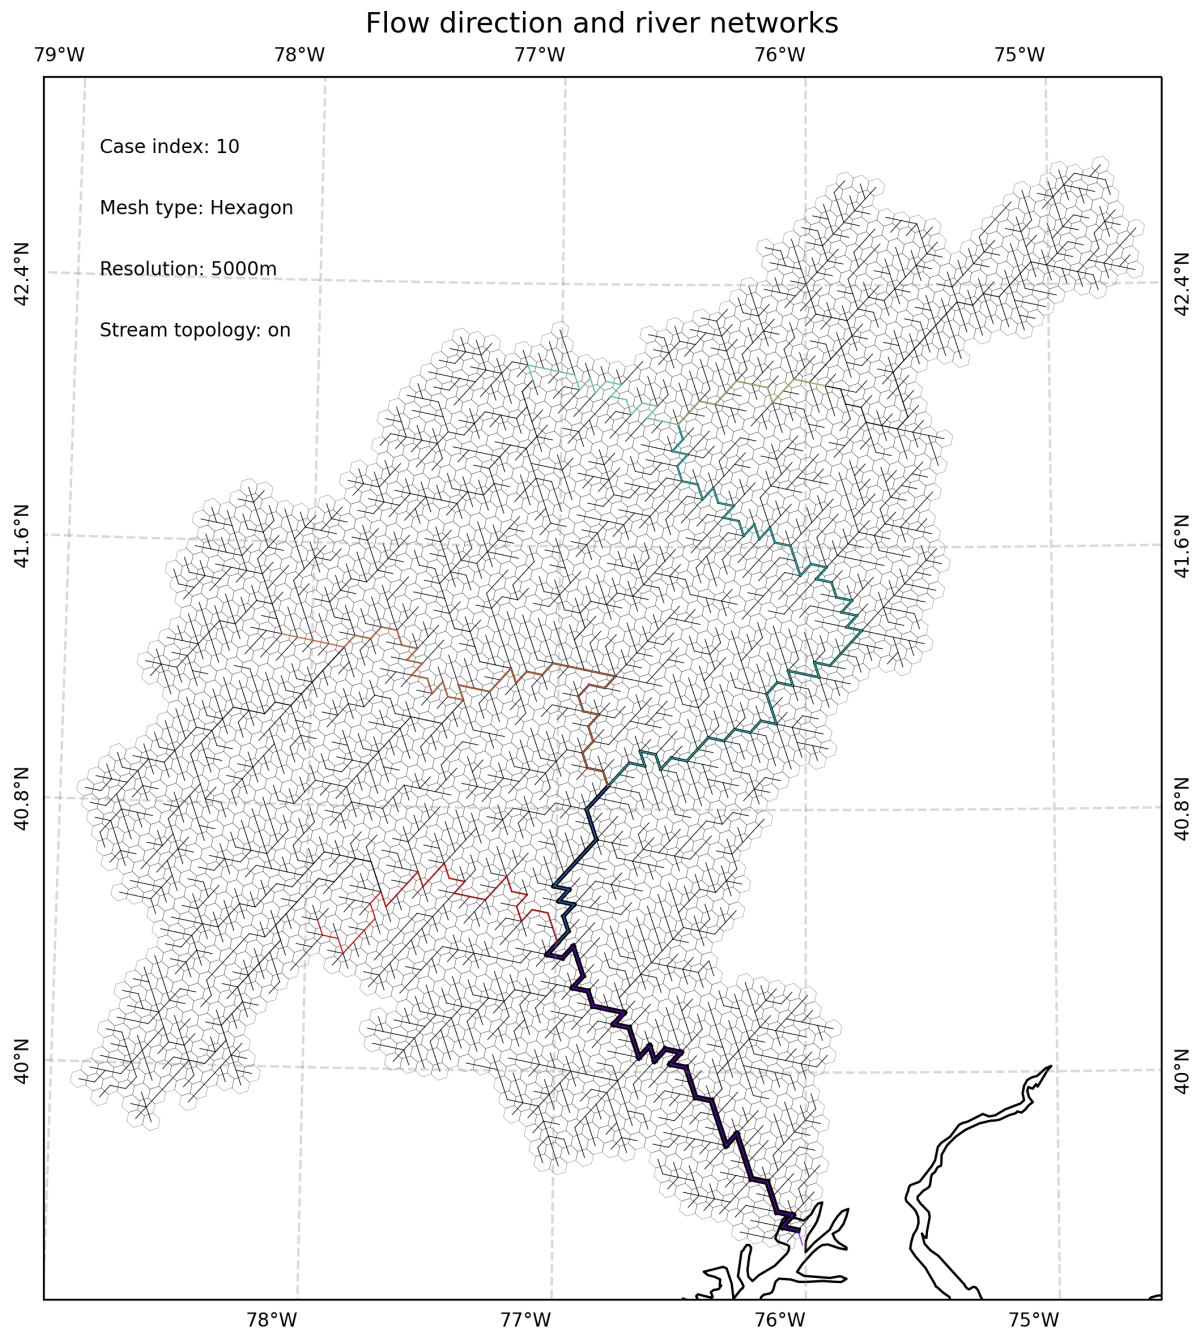 Flow direction and river networks
79°W 78°W 77°W 76°W 75°W
Case index: 10
Mesh type: Hexagon
42.4°N 42.4°N
Resolution: 5000m
Stream topology: on
41.6°N 41.6°N
40.8°N 40.8°N
40°N 40°N
78°W 77°W 76°W 75°W